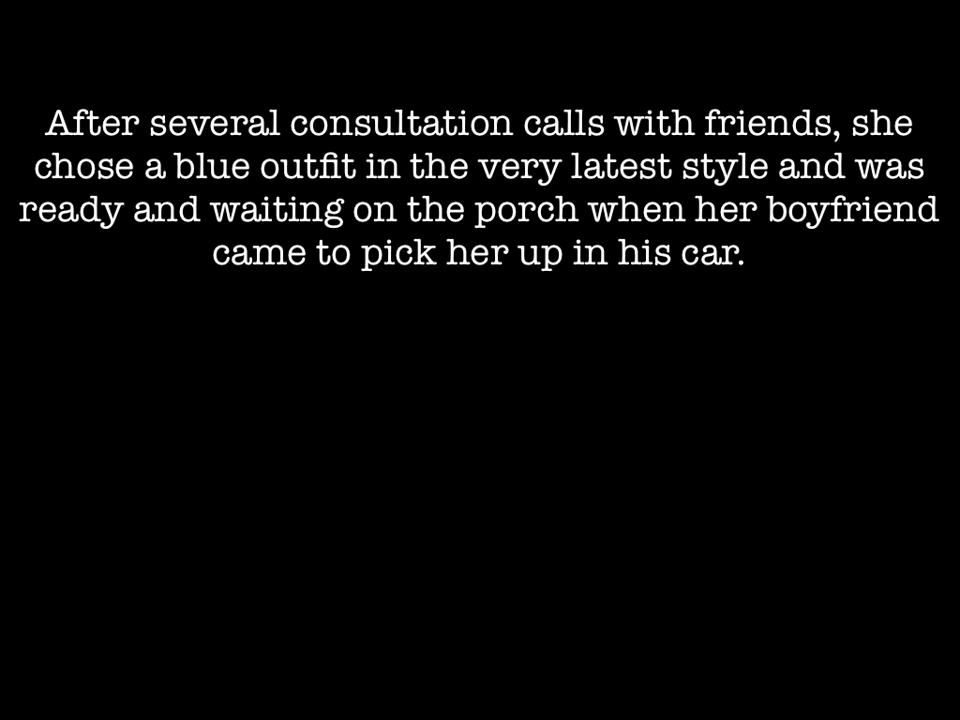 After several consultation calls with friends, she
chose a blue outfit in the very latest style and was
ready and waiting on the porch when her boyfriend
came to pick her up in his car.